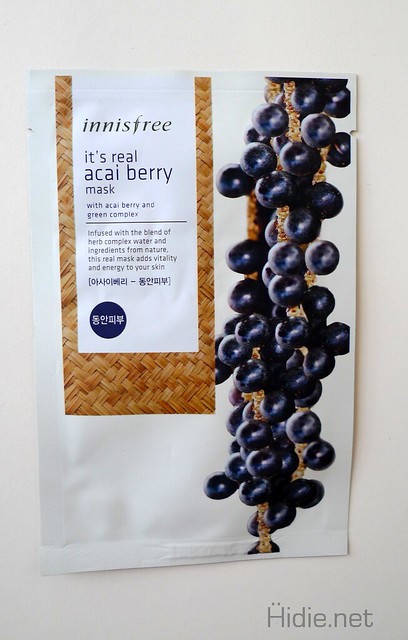 innisfree
it's real
acai berry
mask
with acai berry and
green complex
Infused with the blend of
herb complex water and
ingredients from nature,
this real mask adds vitality
and energy to your skin
[아사이베리 - 동안피부]
동안피부
Hidie.net